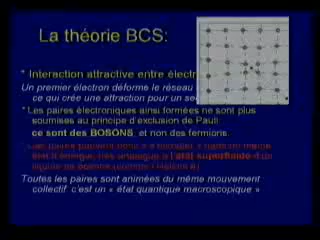 La théorie BCS:
* Interaction attractive entre électr
Un premier électron déforme le réseau
ce qui crée une attraction pour un se
* Les paires électroniques ainsi formées ne sont plus
soumises au principe d'exclusion de Pauli
ce sont des BOSONS, et non des fermions.
l'état superfluide d'un
Toutes les paires sont animées du même mouvement
collectif c'est un « état quantique macroscopique »